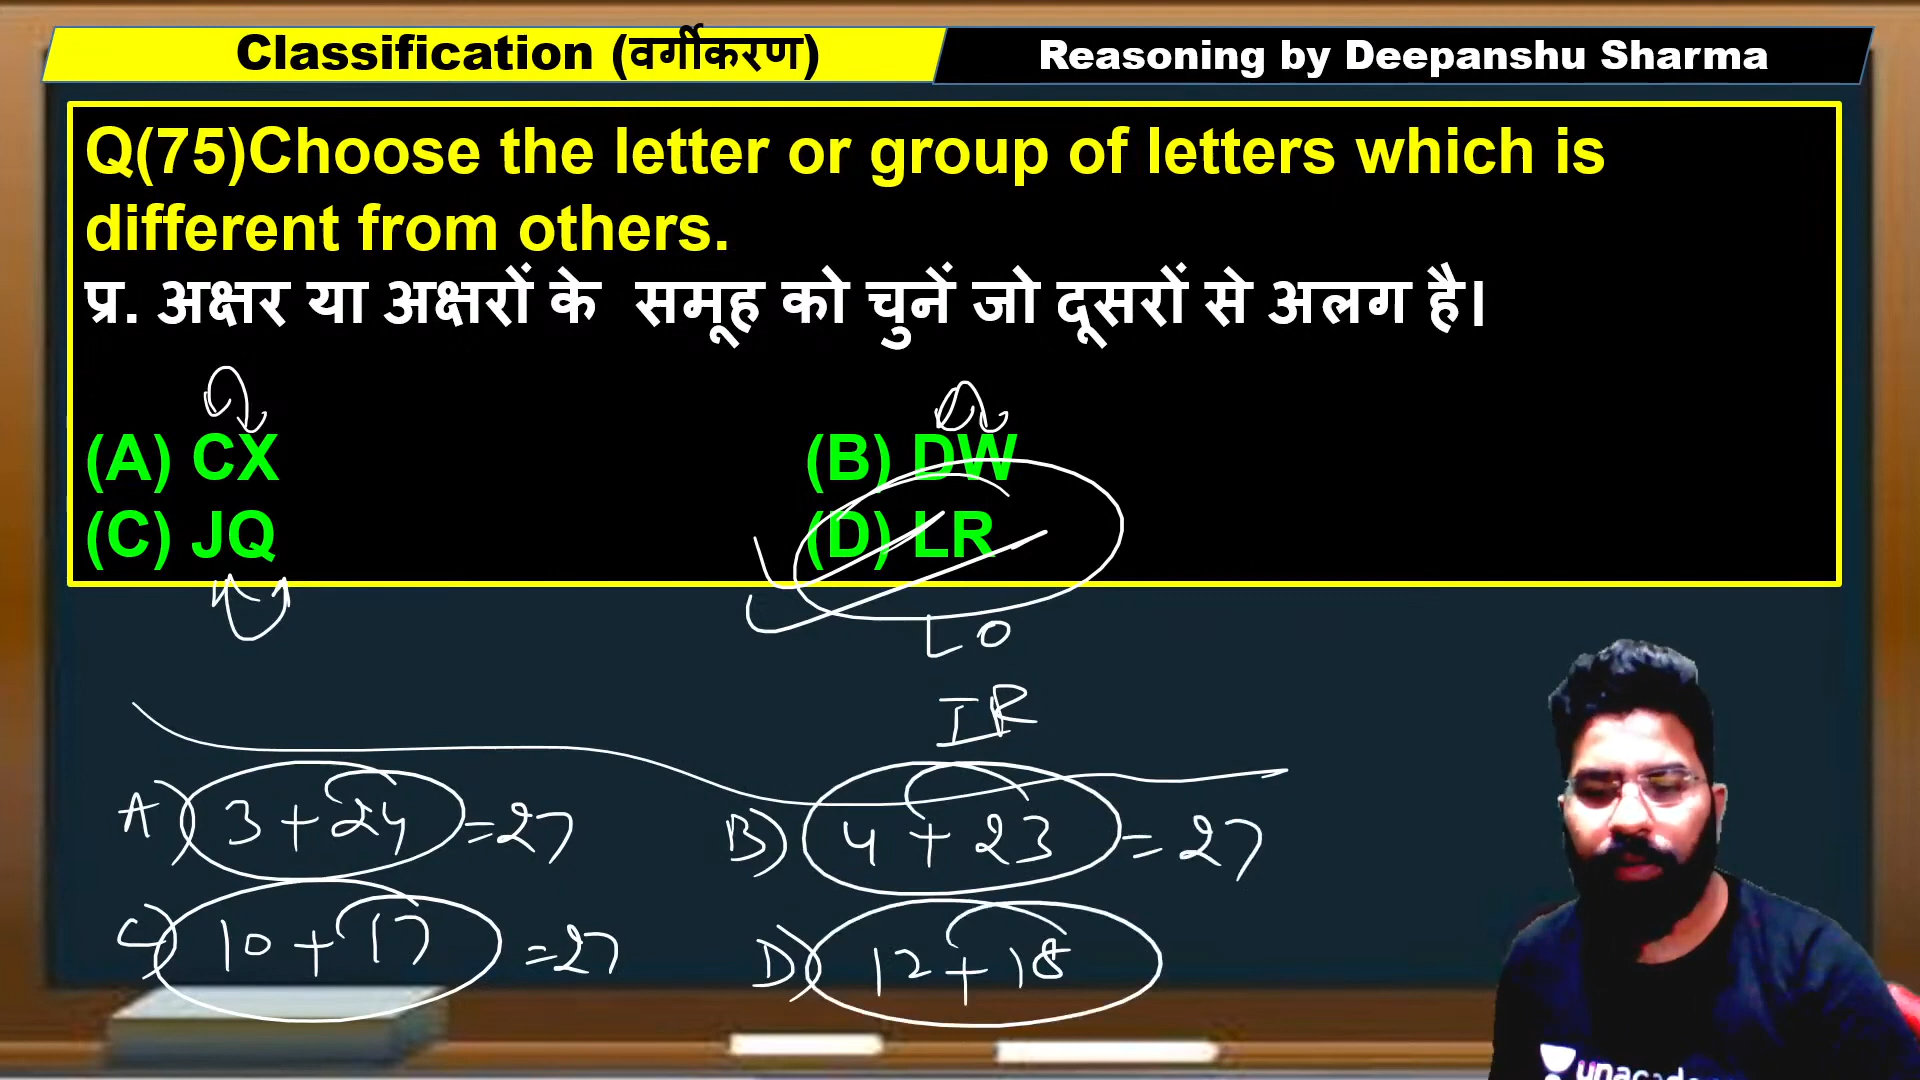 Classification (वर्गीकरण)
Reasoning by Deepanshu Sharma
Q(75)Choose the letter or group of letters which is
different from others.
प्र. अक्षर या अक्षरों के समूह को चुनें जो दूसरों से अलग है।
(A) CX
(B) DW
(C) JQ
(D) LR
LO
IR
A) 3+24 =27
B) 4+23 = 27
C) 10+17 =27
D) 12+18
unacade